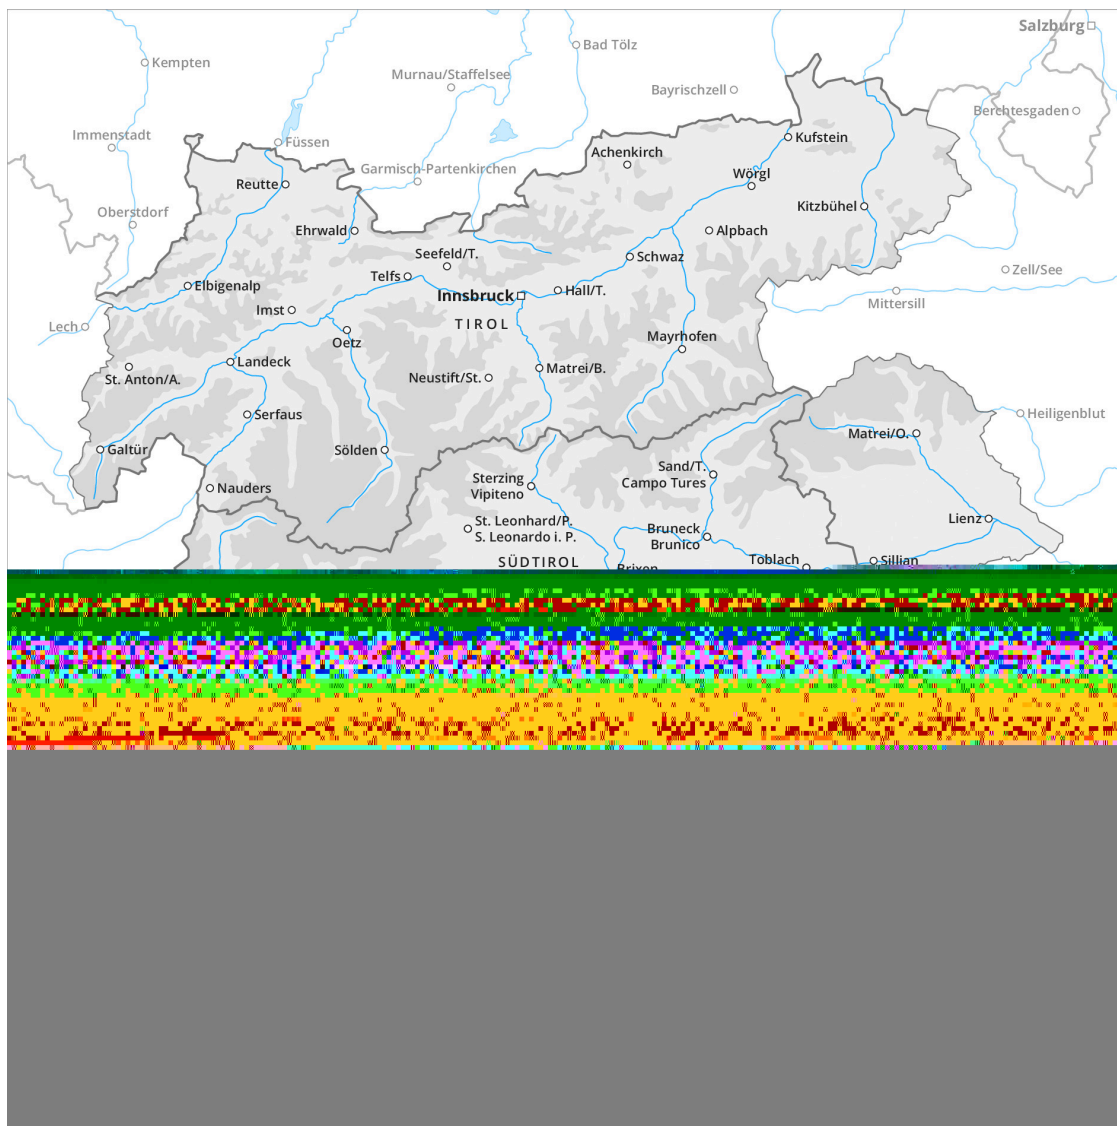 Salzburg
Bad Tölz
Kempten
Murnau/Staffelsee
Bayrischzell
Berchtesgaden
Immenstadt
Füssen
Kufstein
Achenkirch
Garmisch-Partenkirchen
Wörgl
Reutte
Oberstdorf
Kitzbühel
Ehrwald
Alpbach
Seefeld/T.
Schwaz
Telfs
Zell/See
Elbigenalp
Hall/T.
Innsbruck
Mittersill
Imst
Lech
TIROL
Oetz
Mayrhofen
Landeck
Matrei/B.
St. Anton/A.
Neustift/St.
Serfaus
Heiligenblut
Matrei/O.
Galtür
Sölden
Sand/T.
Campo Tures
Sterzing
Vipiteno
Nauders
Lienz
St. Leonhard/P.
S. Leonardo i. P.
Bruneck
Brunico
SÜDTIROL
Toblach
Sillian
Brixen